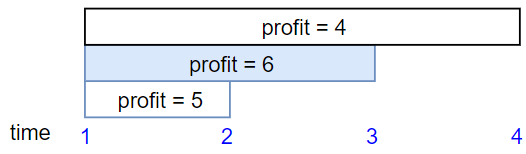 profit = 4
profit = 6
profit = 5
time 1 2 3 4